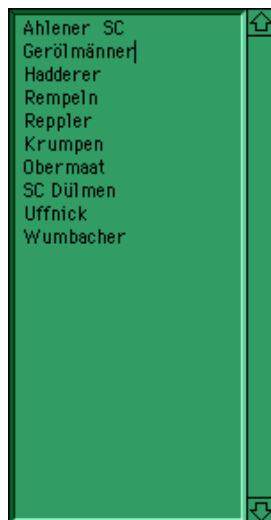 Ahlener SC
Gerölmänner
Hadderer
Rempeln
Reppler
Krumpen
Obermaat
SC Dülmen
Uffnick
Wumbacher